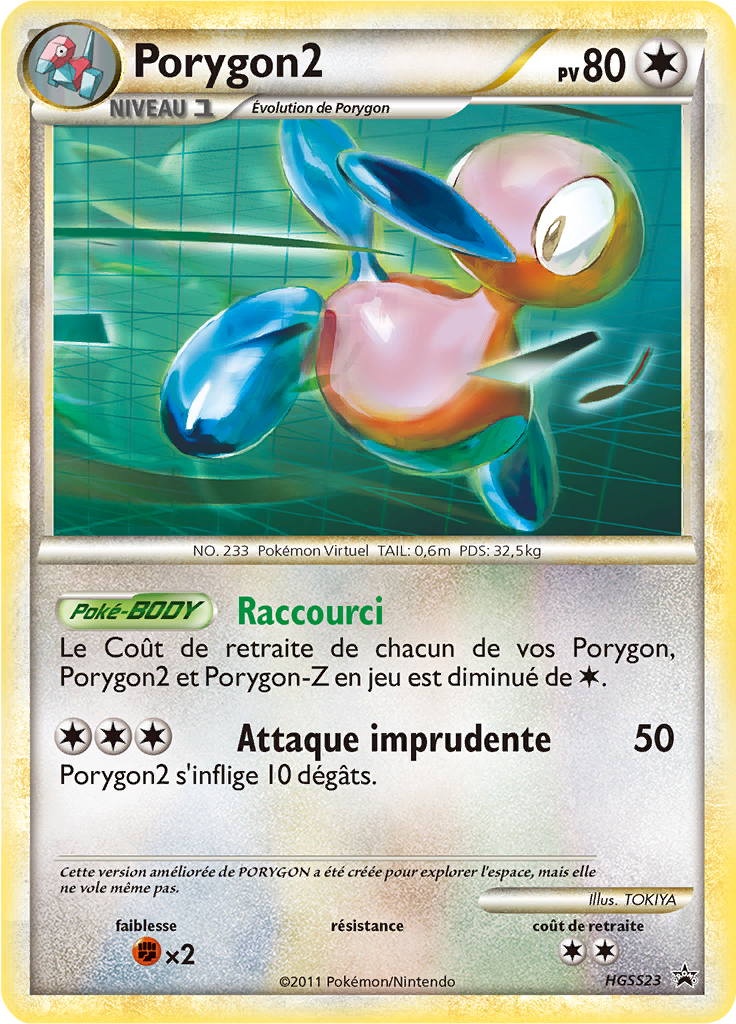 Porygon2
PV 80
NIVEAU 1
Évolution de Porygon
NO. 233 Pokémon Virtuel TAIL: 0,6m PDS: 32,5kg
Poké-BODY Raccourci
Le Coût de retraite de chacun de vos Porygon,
Porygon2 et Porygon-Z en jeu est diminué de .
Attaque imprudente 50
Porygon2 s'inflige 10 dégâts.
Cette version améliorée de PORYGON a été créée pour explorer l'espace, mais elle
ne vole même pas.
Illus. TOKIYA
faiblesse résistance coût de retraite
×2
©2011 Pokémon/Nintendo
HGSS23
PROMO